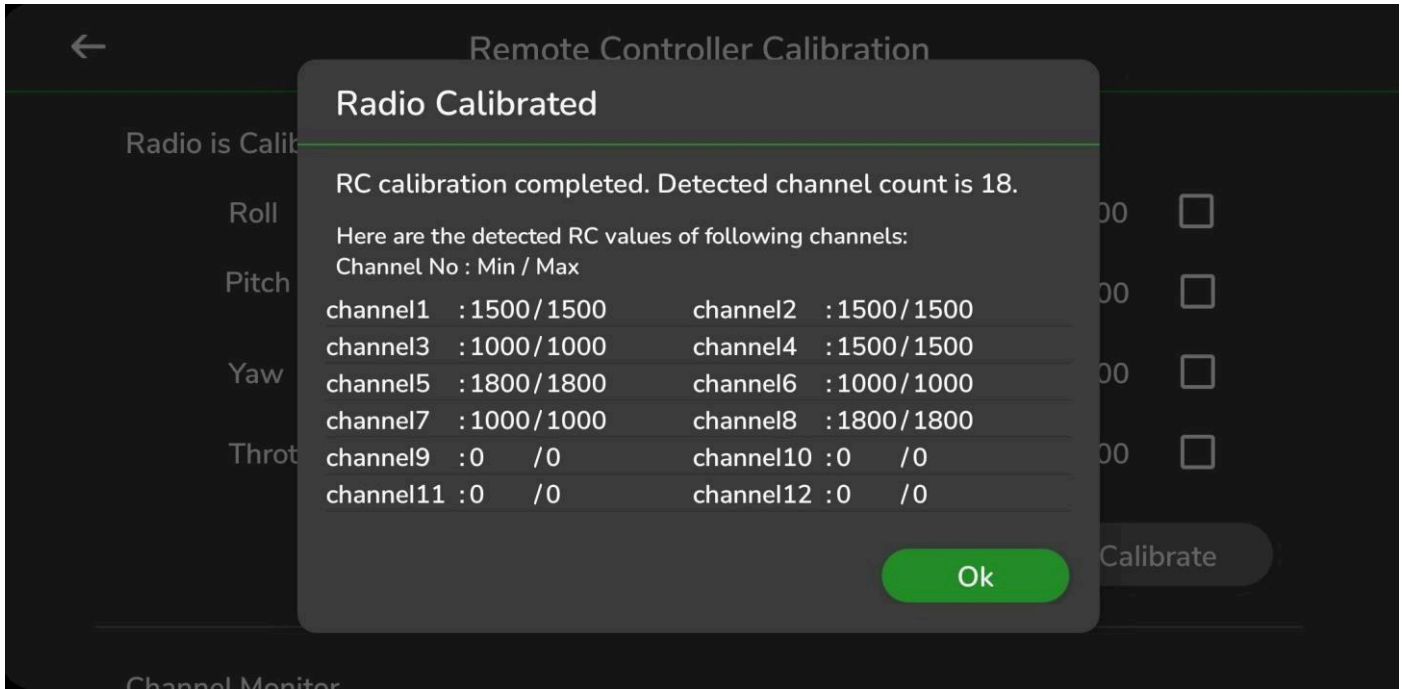 Remote Controller Calibration
Radio Calibrated
Radio is Calib
RC calibration completed. Detected channel count is 18.
Roll
00
Here are the detected RC values of following channels:
Channel No : Min / Max
Pitch
00
channel1 :1500/1500 channel2 :1500/1500
channel3 :1000/1000 channel4 :1500/1500
Yaw
00
channel5 :1800/1800 channel6 :1000/1000
channel7 :1000/1000 channel8 :1800/1800
Throt
00
channel9 :0 /0 channel10 :0 /0
channel11 :0 /0 channel12 :0 /0
Calibrate
Ok
Channel Monitor